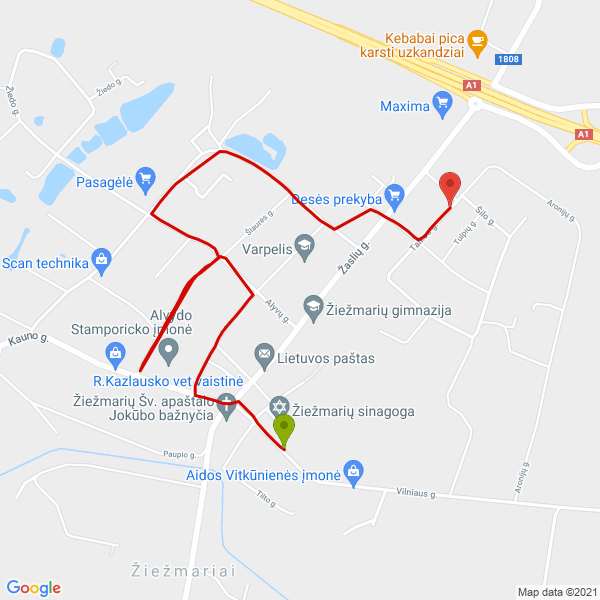 Kebabai pica
karsti uzkandziai
1808
A1
Maxima
A1
Žiedo g.
Žiedo g.
Pasagėlė
Desės prekyba
Šilo g.
Aronijų g.
Šiaurės g.
Tulpių g.
Varpelis
Žaslių g.
Scan technika
Alyvų g.
Žiežmarių gimnazija
Alvydo
Stamporicko įmonė
Kauno g.
Lietuvos paštas
R.Kazlausko vet vaistinė
Žiežmarių Šv. apaštalo
Jokūbo bažnyčia
Žiežmarių sinagoga
Paupio g.
Aidos Vitkūnienės įmonė
Tilto g.
Vilniaus g.
Aronijų g.
Žiežmariai
Google
Map data ©2021